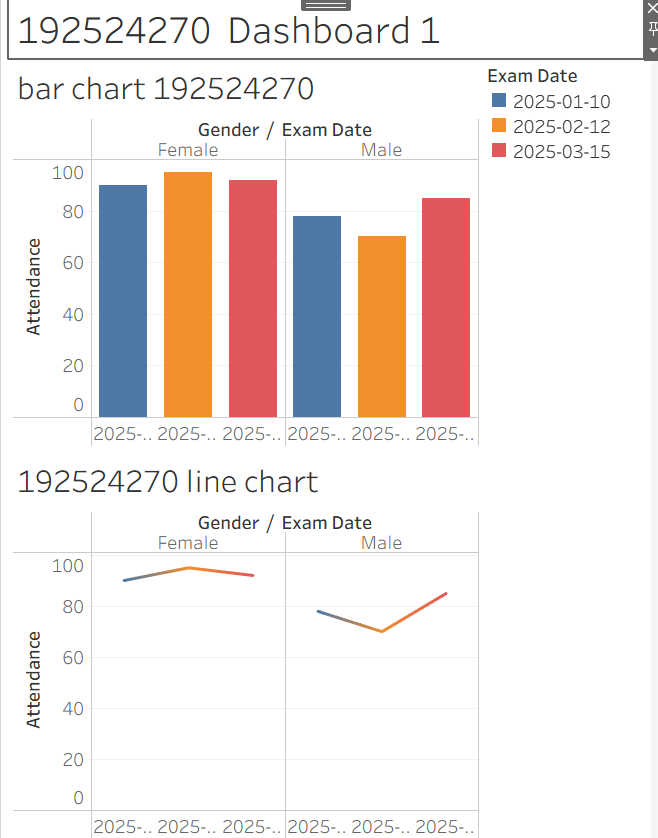 192524270 Dashboard 1
bar chart 192524270
Exam Date
2025-01-10
2025-02-12
2025-03-15
Gender / Exam Date
Female Male
100
80
60
40
20
0
Attendance
2025-.. 2025-.. 2025-.. 2025-.. 2025-.. 2025-..
192524270 line chart
Gender / Exam Date
Female Male
100
80
60
40
20
0
Attendance
2025-.. 2025-.. 2025-.. 2025-.. 2025-.. 2025-..